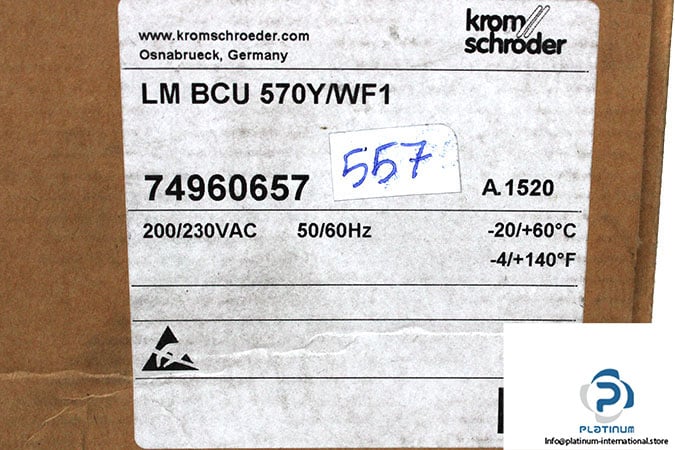 www.kromschroeder.com
Osnabrueck, Germany
krom
schröder
LM BCU 570Y/WF1
557
74960657
A.1520
200/230VAC 50/60Hz -20/+60°C
-4/+140°F
PLATINUM
Info@platinum-international.store